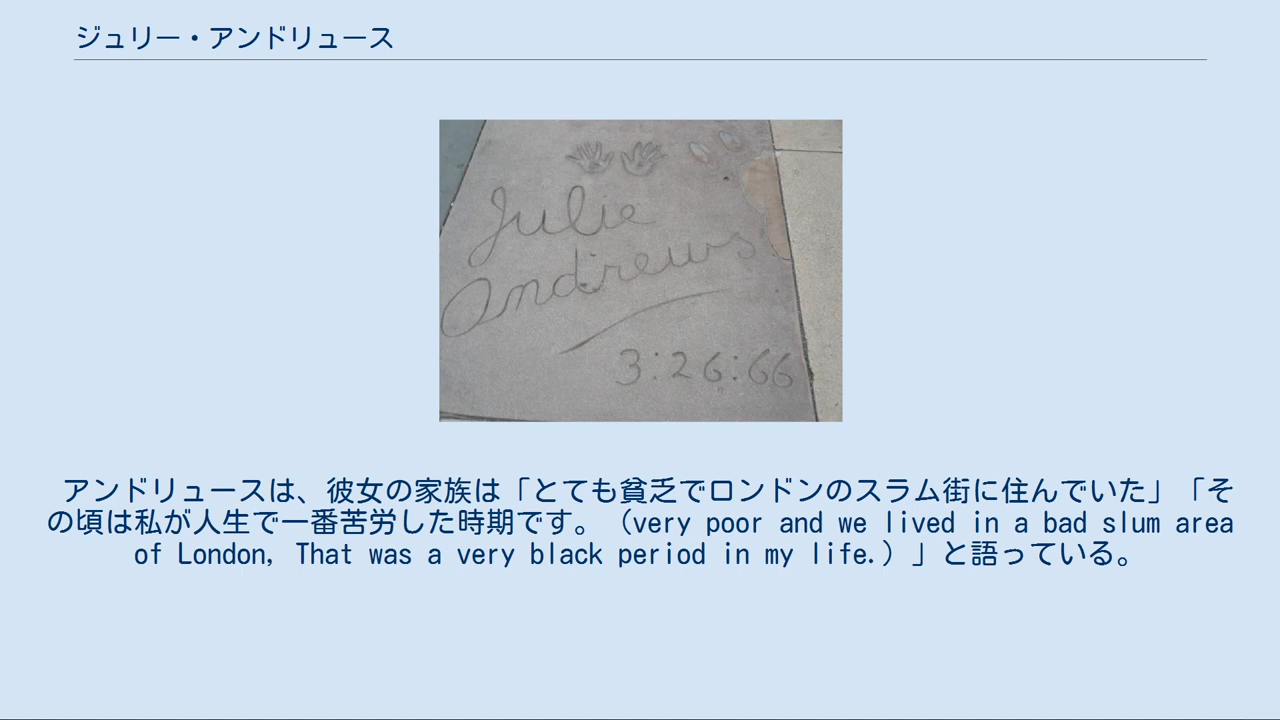 ジュリー・アンドリュース
Julie
Andrews
3:26:66
アンドリュースは、彼女の家族は「とても貧乏でロンドンのスラム街に住んでいた」「そ
の頃は私が人生で一番苦労した時期です。（very poor and we lived in a bad slum area
of London, That was a very black period in my life.）」と語っている。